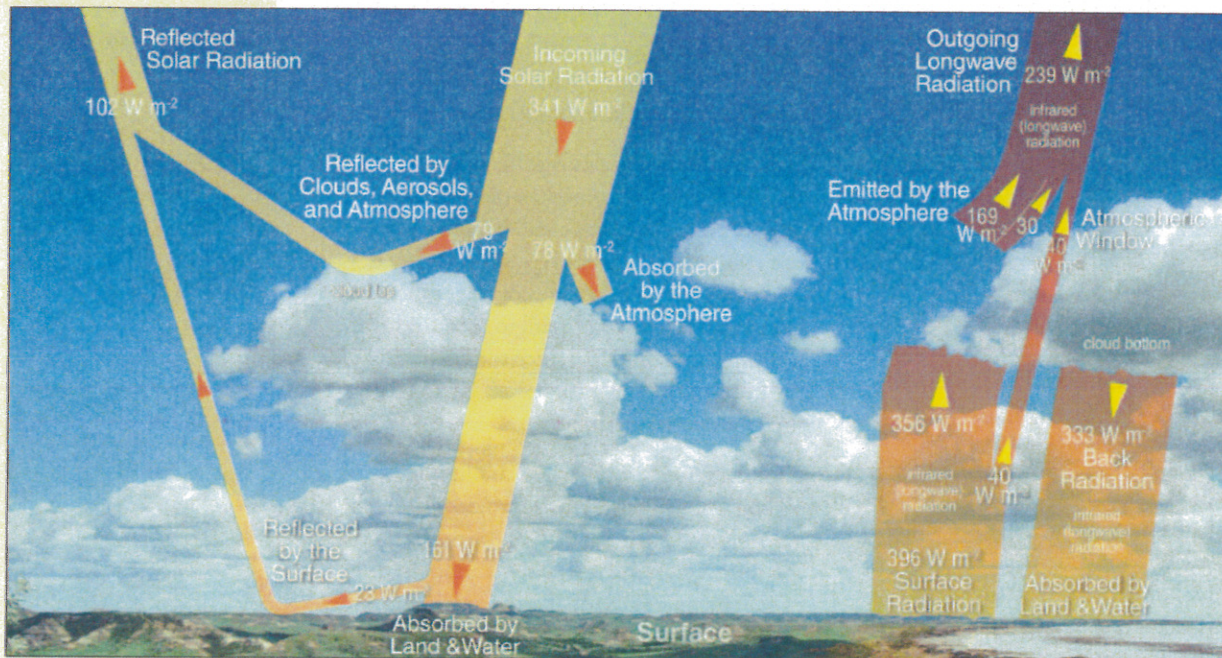 Reflected
Solar Radiation
102 W m-2
Incoming
Solar Radiation
341 W m-2
Reflected by
Clouds, Aerosols,
and Atmosphere
79
W m-2
78 W m-2
Absorbed
by the
Atmosphere
Reflected
by the
Surface
23 W m-2
161 W m-2
Absorbed by
Land &Water
Surface
Outgoing
Longwave
Radiation
239 W m-2
infrared
(longwave)
radiation
Emitted by the
Atmosphere
169
W m-2
30
40
W m-2
Atmospheric
Window
cloud bottom
356 W m-2
infrared
(longwave)
radiation
40
W m-2
396 W m-2
Surface
Radiation
333 W m-2
Back
Radiation
infrared
(longwave)
radiation
Absorbed by
Land &Water